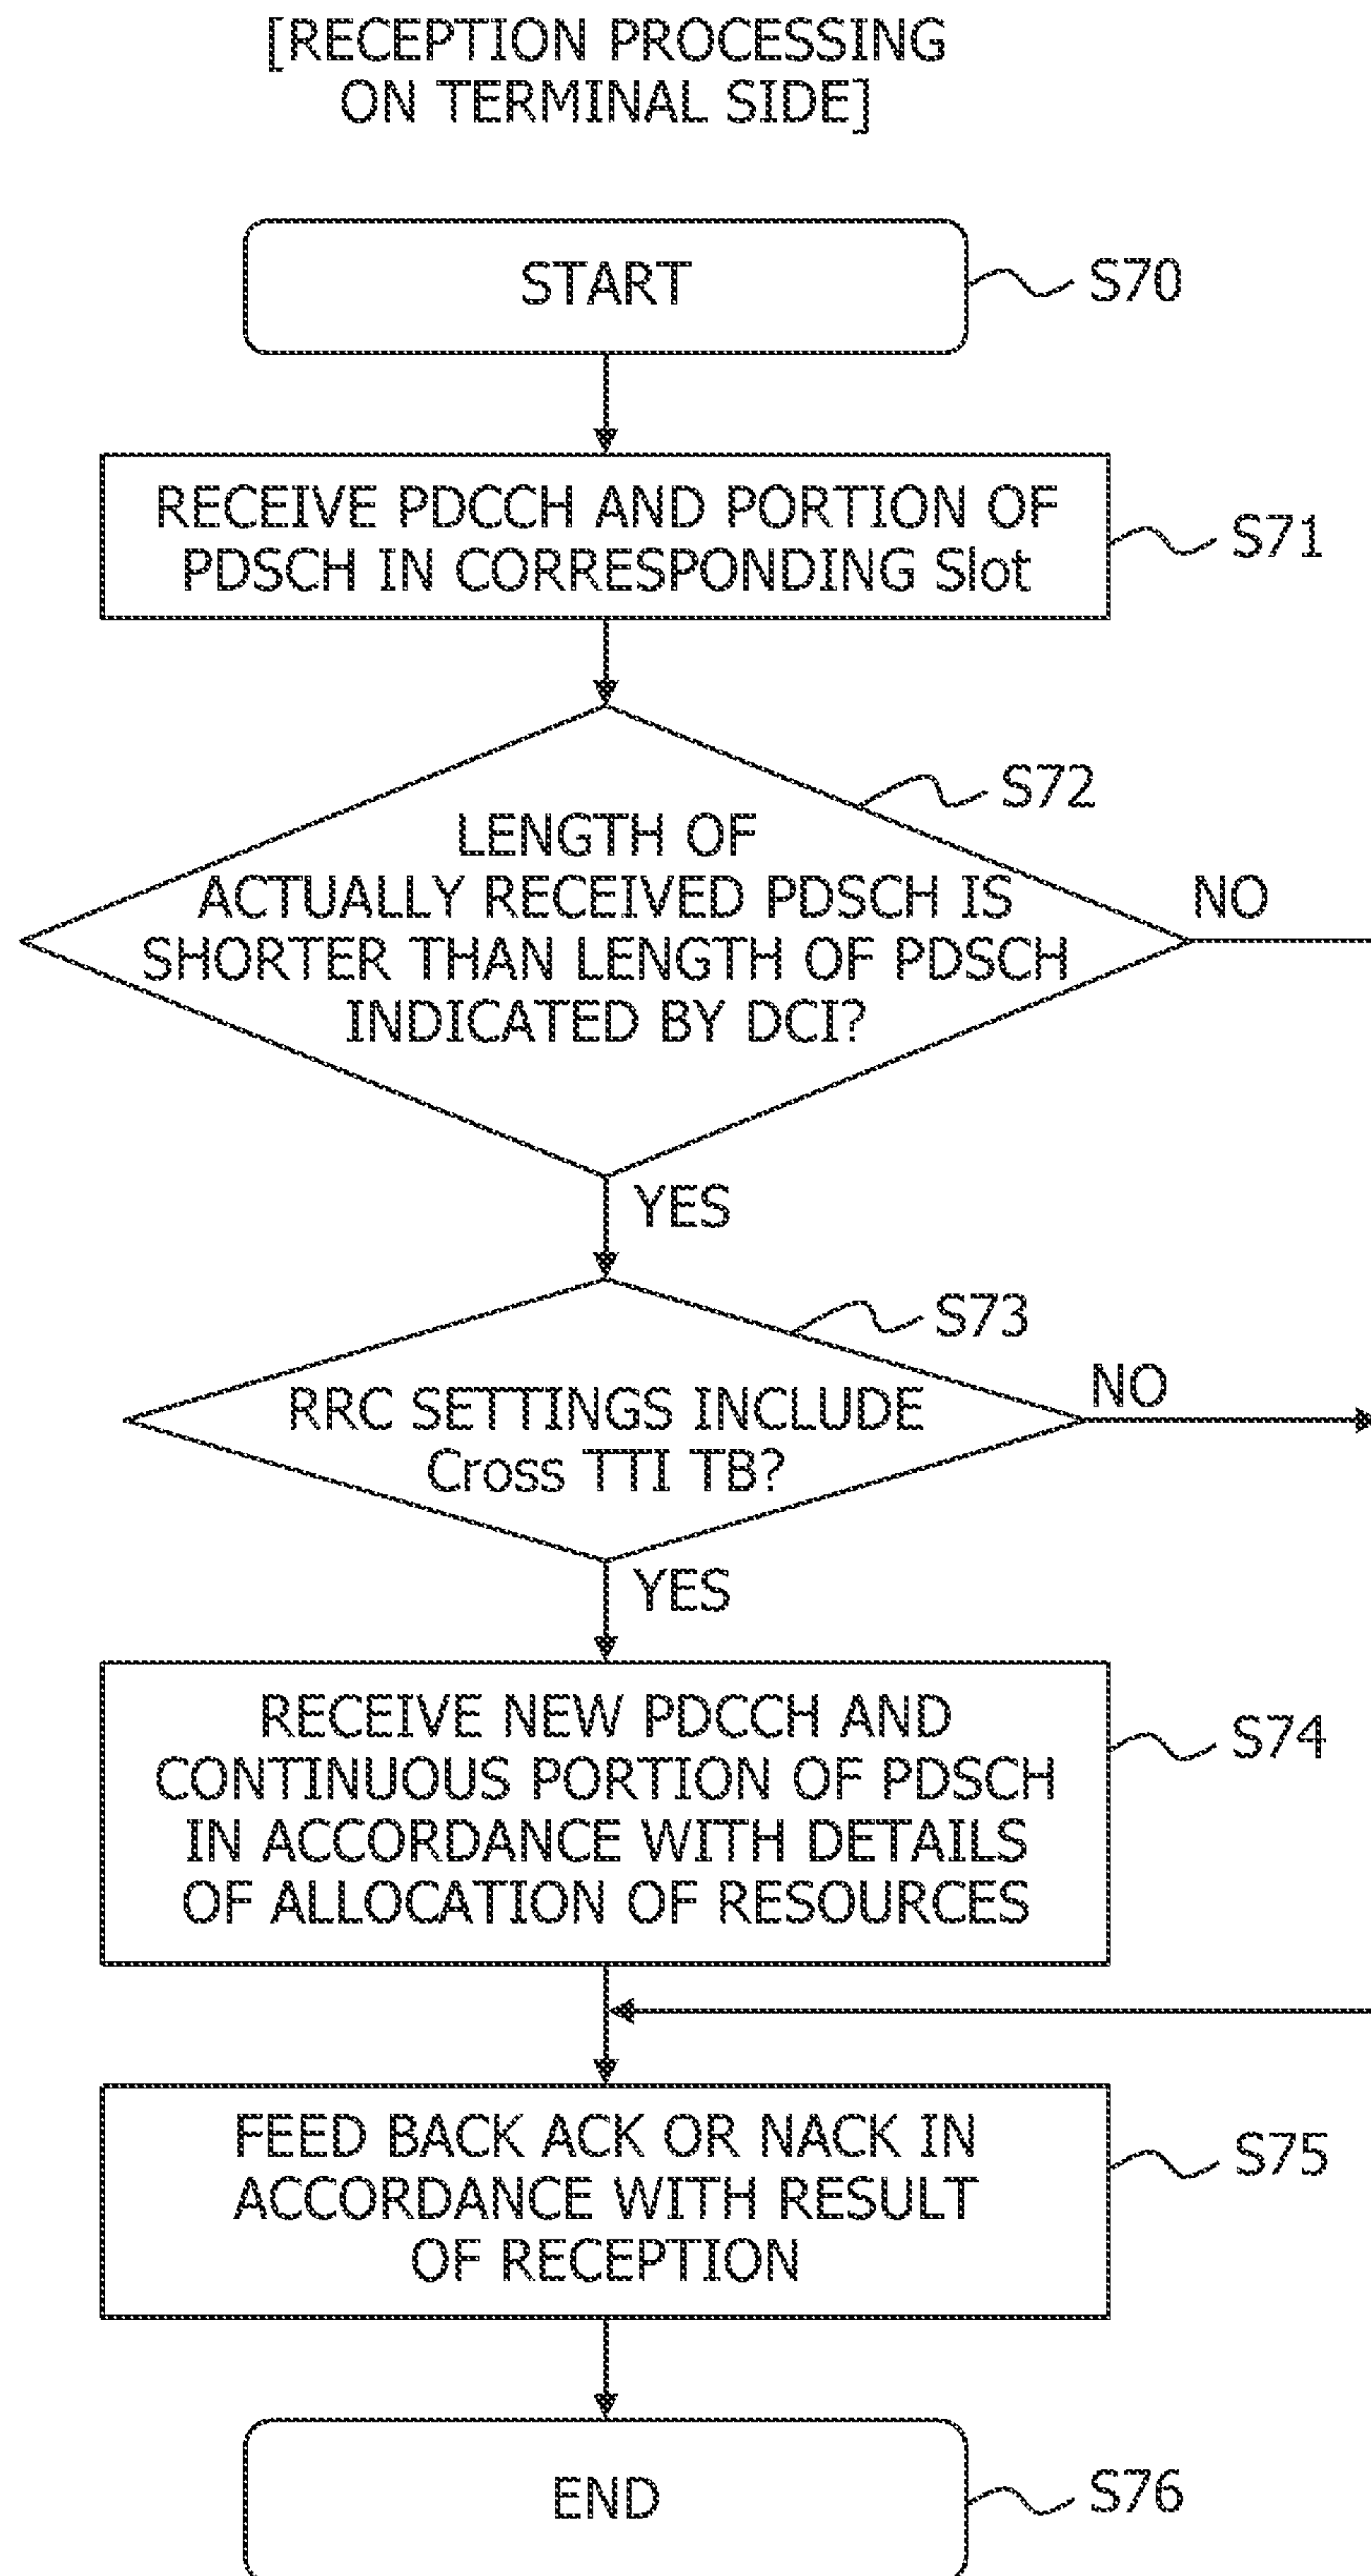 [RECEPTION PROCESSING
ON TERMINAL SIDE]
START
S70
RECEIVE PDCCH AND PORTION OF
PDSCH IN CORRESPONDING Slot
S71
S72
LENGTH OF
ACTUALLY RECEIVED PDSCH IS
SHORTER THAN LENGTH OF PDSCH
INDICATED BY DCI?
NO
YES
S73
RRC SETTINGS INCLUDE
Cross TTI TB?
NO
YES
RECEIVE NEW PDCCH AND
CONTINUOUS PORTION OF PDSCH
IN ACCORDANCE WITH DETAILS
OF ALLOCATION OF RESOURCES
S74
FEED BACK ACK OR NACK IN
ACCORDANCE WITH RESULT
OF RECEPTION
S75
END
S76